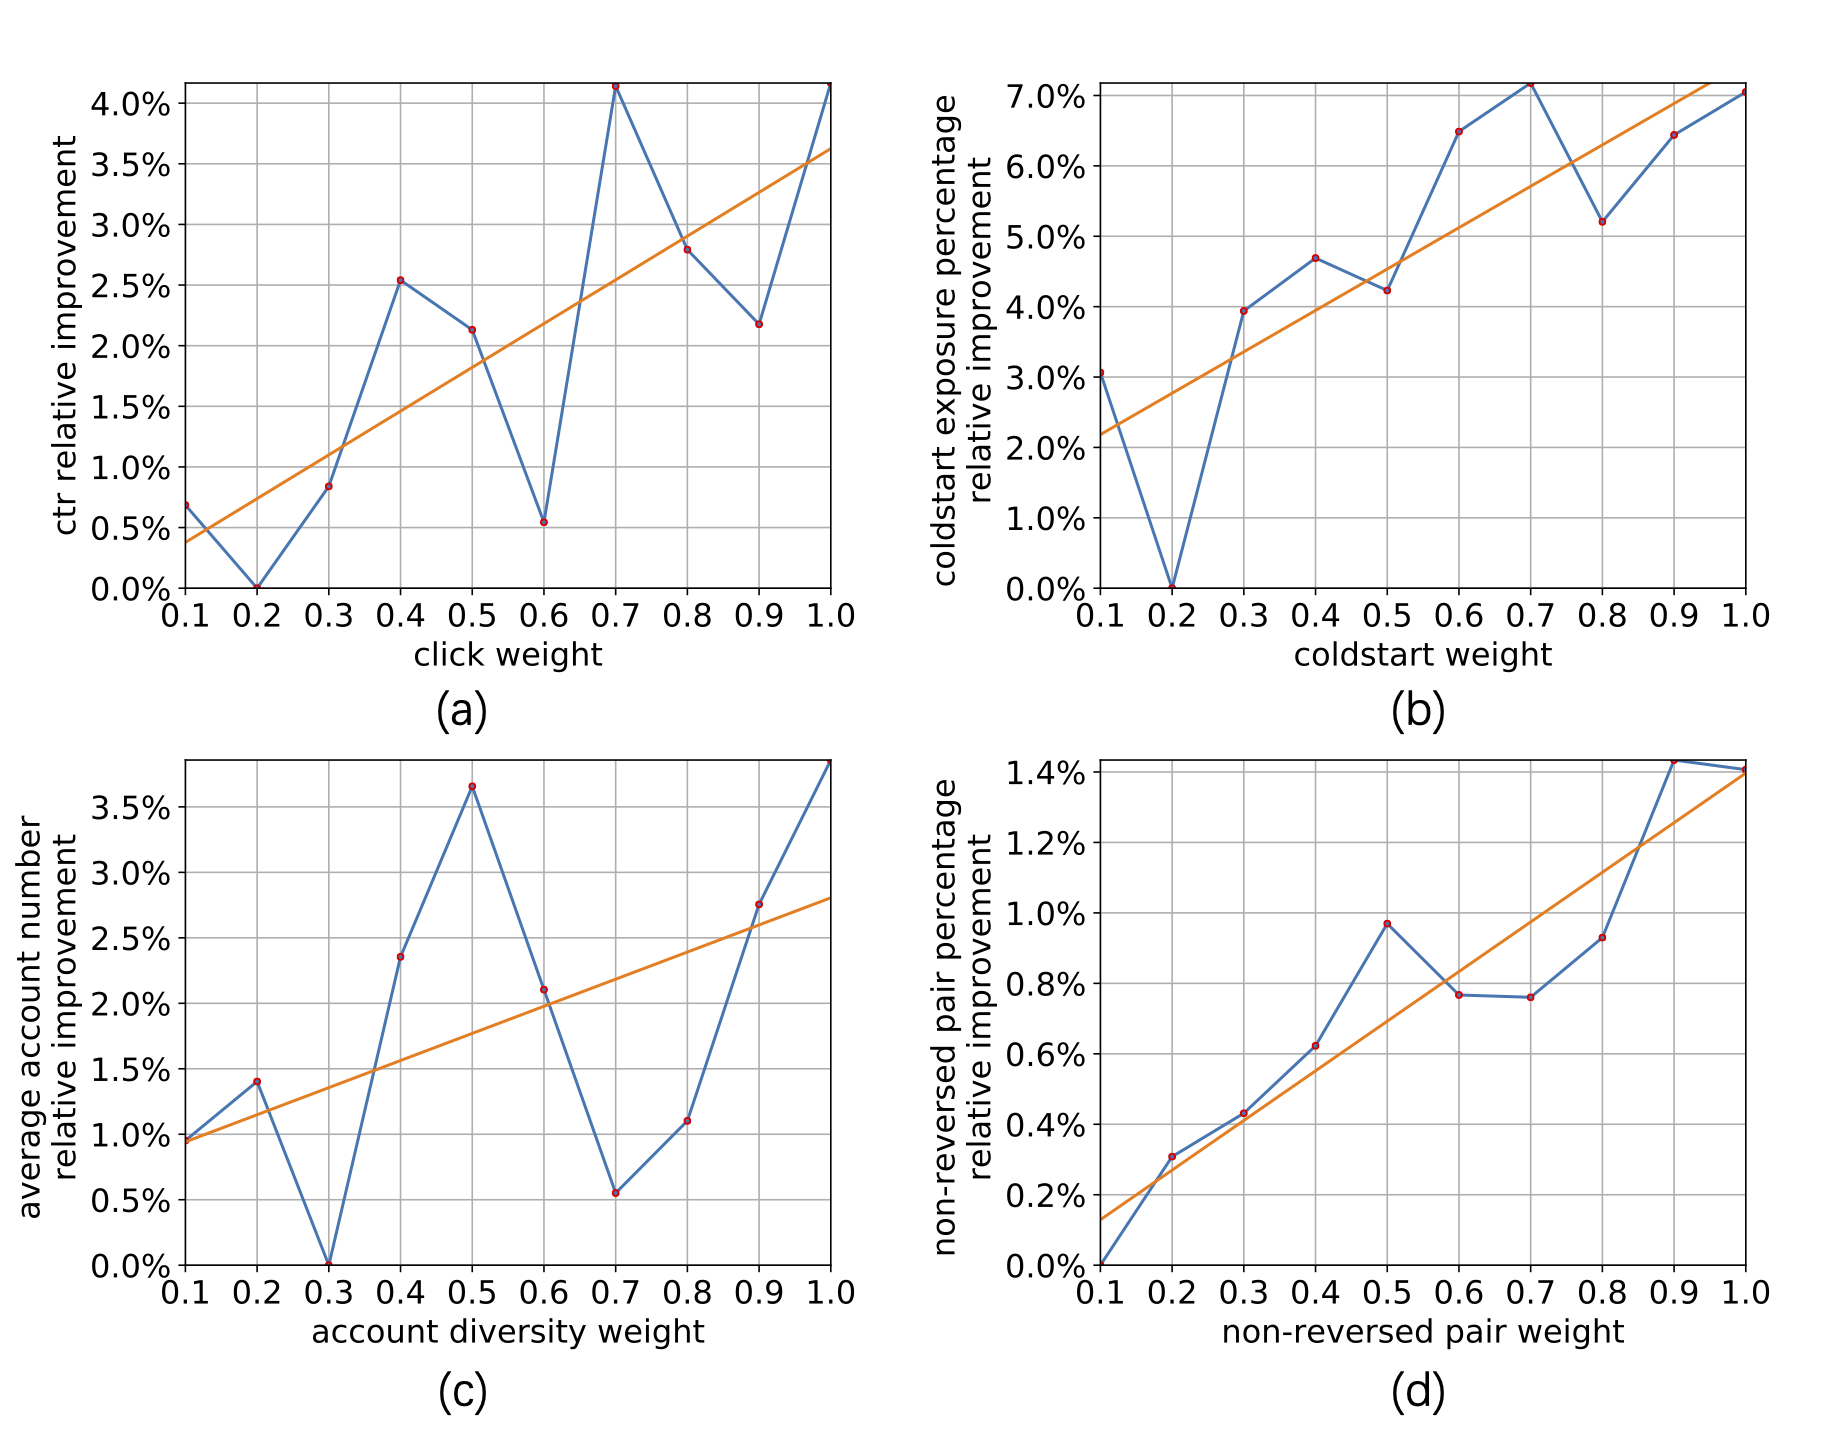 ctr relative improvement
4.0%
3.5%
3.0%
2.5%
2.0%
1.5%
1.0%
0.5%
0.0%
0.1 0.2 0.3 0.4 0.5 0.6 0.7 0.8 0.9 1.0
click weight
(a)
coldstart exposure percentage
relative improvement
7.0%
6.0%
5.0%
4.0%
3.0%
2.0%
1.0%
0.0%
0.1 0.2 0.3 0.4 0.5 0.6 0.7 0.8 0.9 1.0
coldstart weight
(b)
average account number
relative improvement
3.5%
3.0%
2.5%
2.0%
1.5%
1.0%
0.5%
0.0%
0.1 0.2 0.3 0.4 0.5 0.6 0.7 0.8 0.9 1.0
account diversity weight
(c)
non-reversed pair percentage
relative improvement
1.4%
1.2%
1.0%
0.8%
0.6%
0.4%
0.2%
0.0%
0.1 0.2 0.3 0.4 0.5 0.6 0.7 0.8 0.9 1.0
non-reversed pair weight
(d)